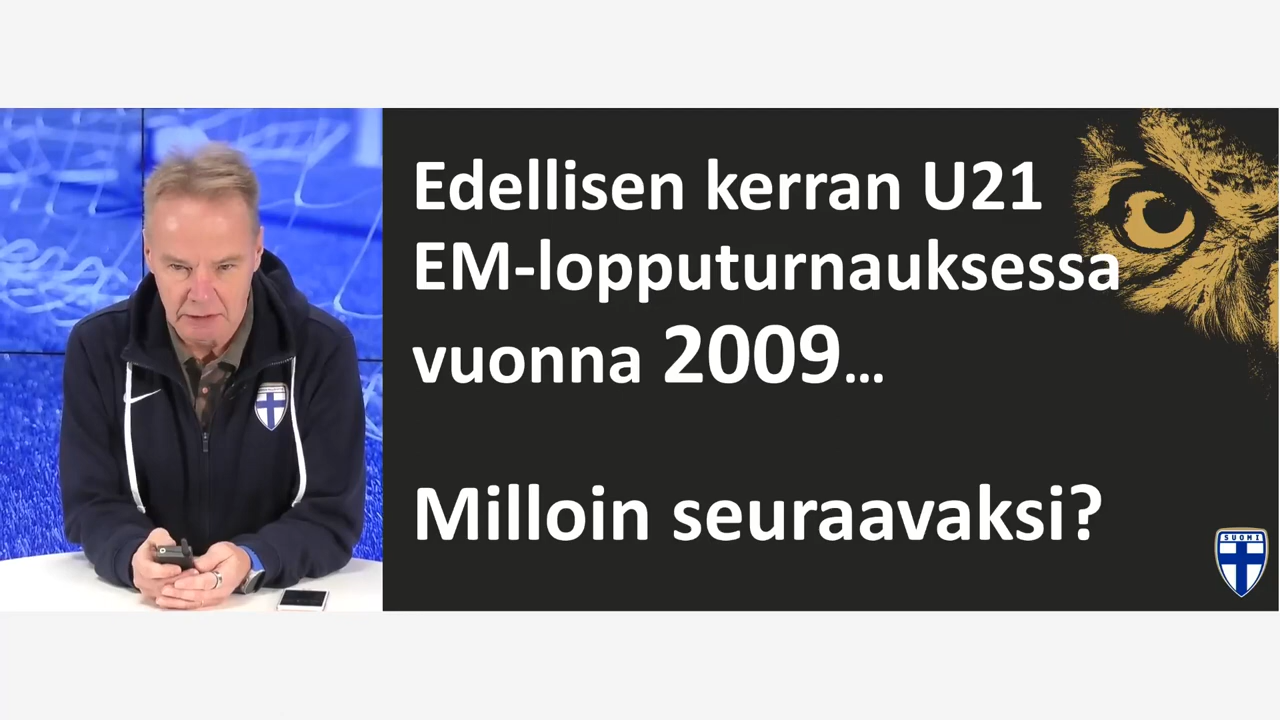 Edellisen kerran U21
EM-lopputurnauksessa
vuonna 2009...
Milloin seuraavaksi?
SUOMI